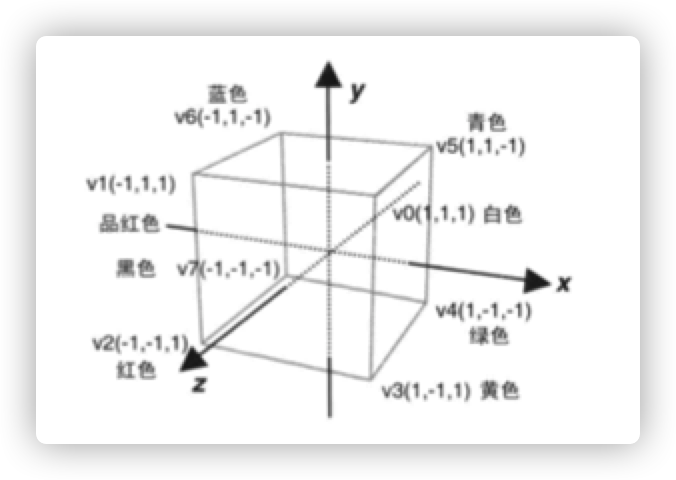 y
蓝色
v6(-1,1,-1)
青色
v5(1,1,-1)
v1(-1,1,1)
v0(1,1,1) 白色
品红色
黑色 v7(-1,-1,-1)
x
v4(1,-1,-1)
绿色
v2(-1,-1,1)
红色
z
v3(1,-1,1) 黄色